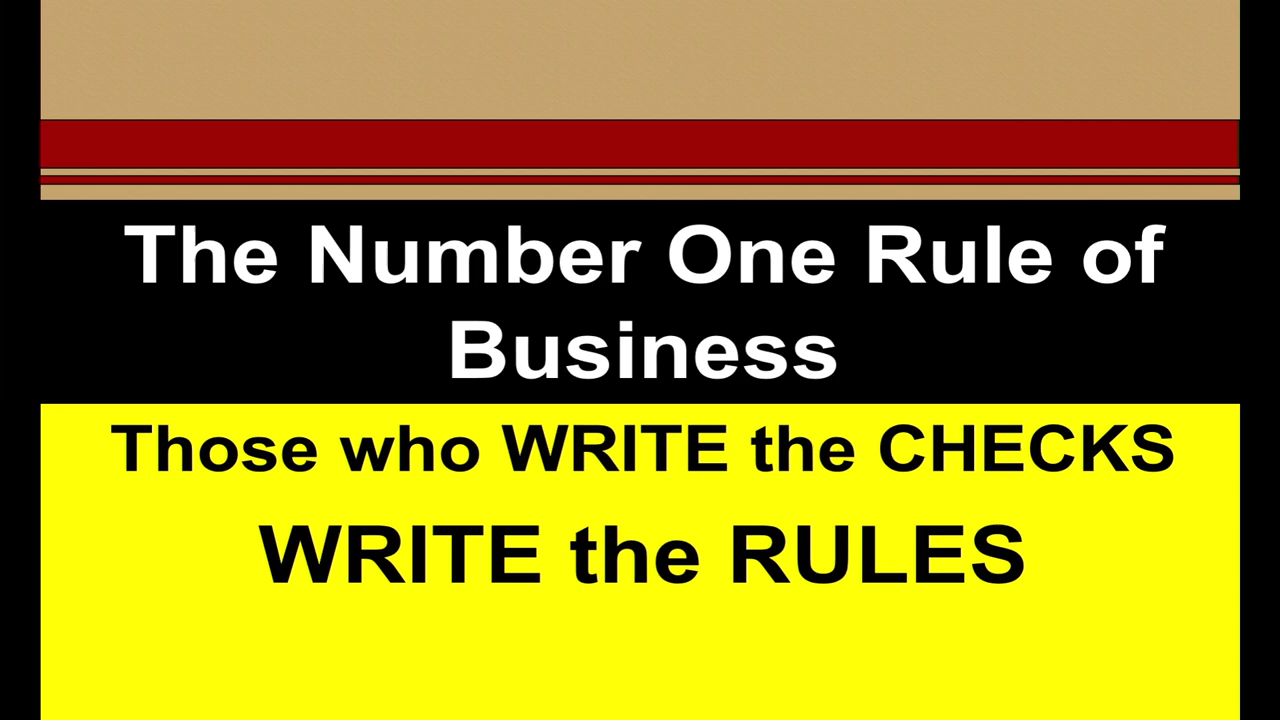 The Number One Rule of
Business
Those who WRITE the CHECKS
WRITE the RULES